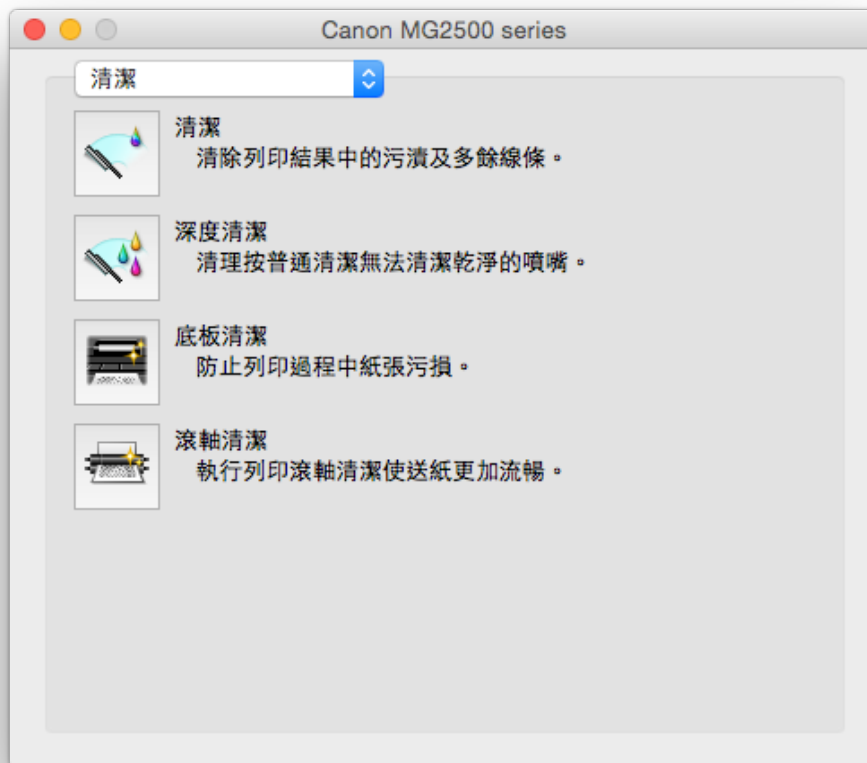 Canon MG2500 series
清潔
清潔
清除列印結果中的污漬及多餘線條。
深度清潔
清理按普通清潔無法清潔乾淨的噴嘴。
底板清潔
防止列印過程中紙張污損。
滾軸清潔
執行列印滾軸清潔使送紙更加流暢。